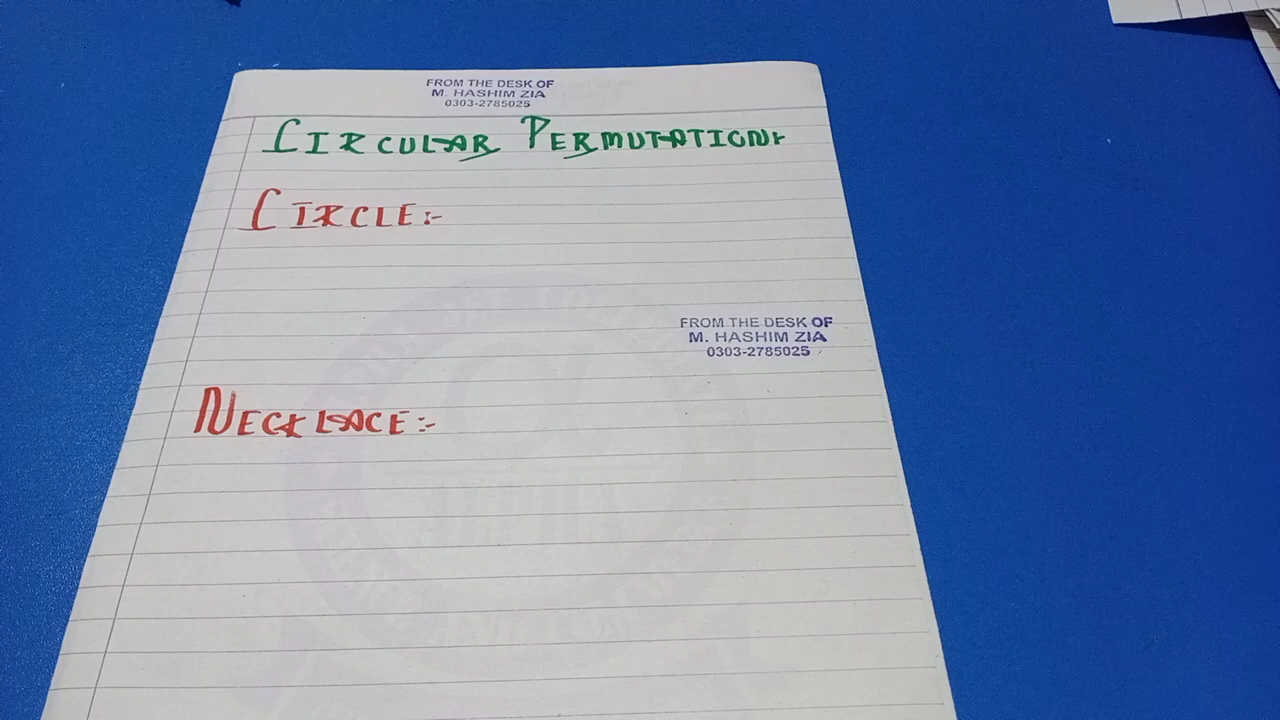 FROM THE DESK OF
M. HASHIM ZIA
0303-2785025
CIRCULAR PERMUTATION:
CIRCLE:-
FROM THE DESK OF
M. HASHIM ZIA
0303-2785025
NECKLACE:-